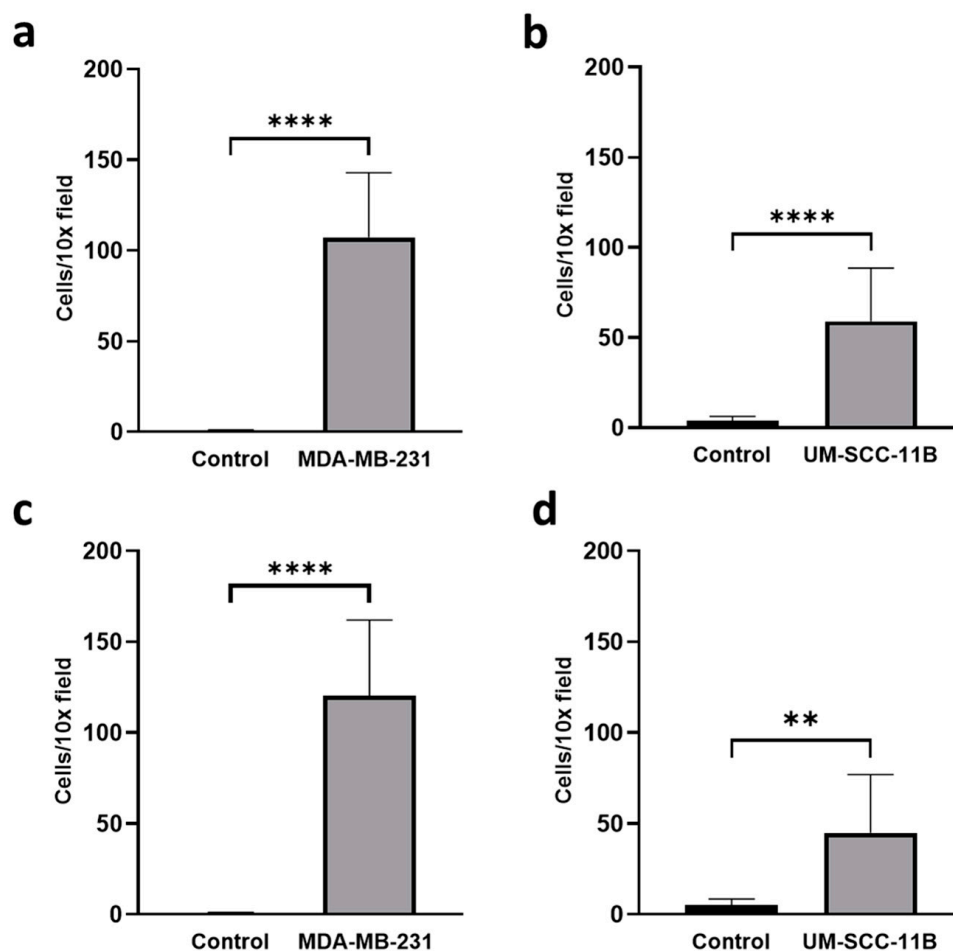 a
200
150
100
50
0
Cells/10x field
****
Control MDA-MB-231
b
200
150
100
50
0
Cells/10x field
****
Control UM-SCC-11B
c
200
150
100
50
0
Cells/10x field
****
Control MDA-MB-231
d
200
150
100
50
0
Cells/10x field
**
Control UM-SCC-11B